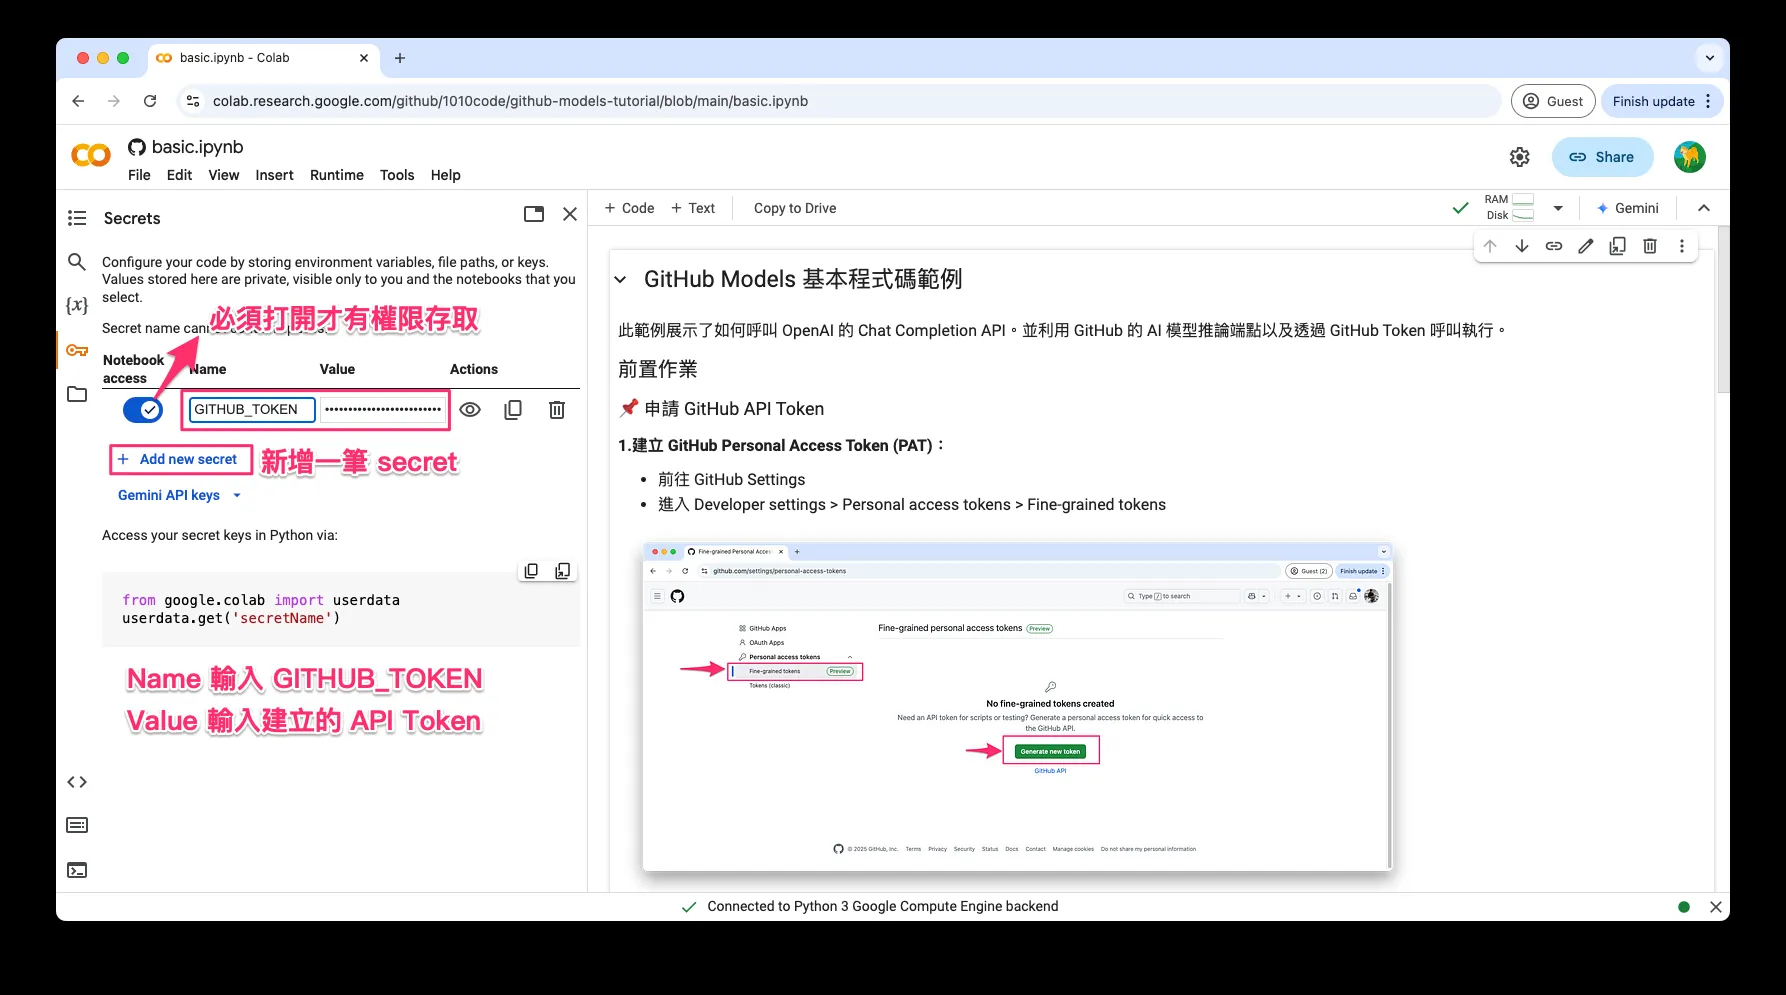 basic.ipynb - Colab
colab.research.google.com/github/1010code/github-models-tutorial/blob/main/basic.ipynb
Guest
Finish update
basic.ipynb
File Edit View Insert Runtime Tools Help
Share
Secrets
Configure your code by storing environment variables, file paths, or keys.
Values stored here are private, visible only to you and the notebooks that you
select.
必須打開才有權限存取
Secret name
Notebook access
Name
Value
Actions
GITHUB_TOKEN
••••••••••••••••••••••••
+ Add new secret
新增一筆 secret
Gemini API keys
Access your secret keys in Python via:
from google.colab import userdata
userdata.get('secretName')
Name 輸入 GITHUB_TOKEN
Value 輸入建立的 API Token
+ Code + Text
Copy to Drive
RAM
Disk
Gemini
GitHub Models 基本程式碼範例
此範例展示了如何呼叫 OpenAI 的 Chat Completion API。並利用 GitHub 的 AI 模型推論端點以及透過 GitHub Token 呼叫執行。
前置作業
📌 申請 GitHub API Token
1.建立 GitHub Personal Access Token (PAT)：
• 前往 GitHub Settings
• 進入 Developer settings > Personal access tokens > Fine-grained tokens
Fine-grained Personal Acces
github.com/settings/personal-access-tokens
Guest (2)
Finish update
Type / to search
GitHub Apps
OAuth Apps
Personal access tokens
Fine-grained tokens Preview
Tokens (classic)
Fine-grained personal access tokens Preview
No fine-grained tokens created
Need an API token for scripts or testing? Generate a personal access token for quick access to
the GitHub API.
Generate new token
GitHub API
© 2025 GitHub, Inc. Terms Privacy Security Status Docs Contact Manage cookies Do not share my personal information
Connected to Python 3 Google Compute Engine backend